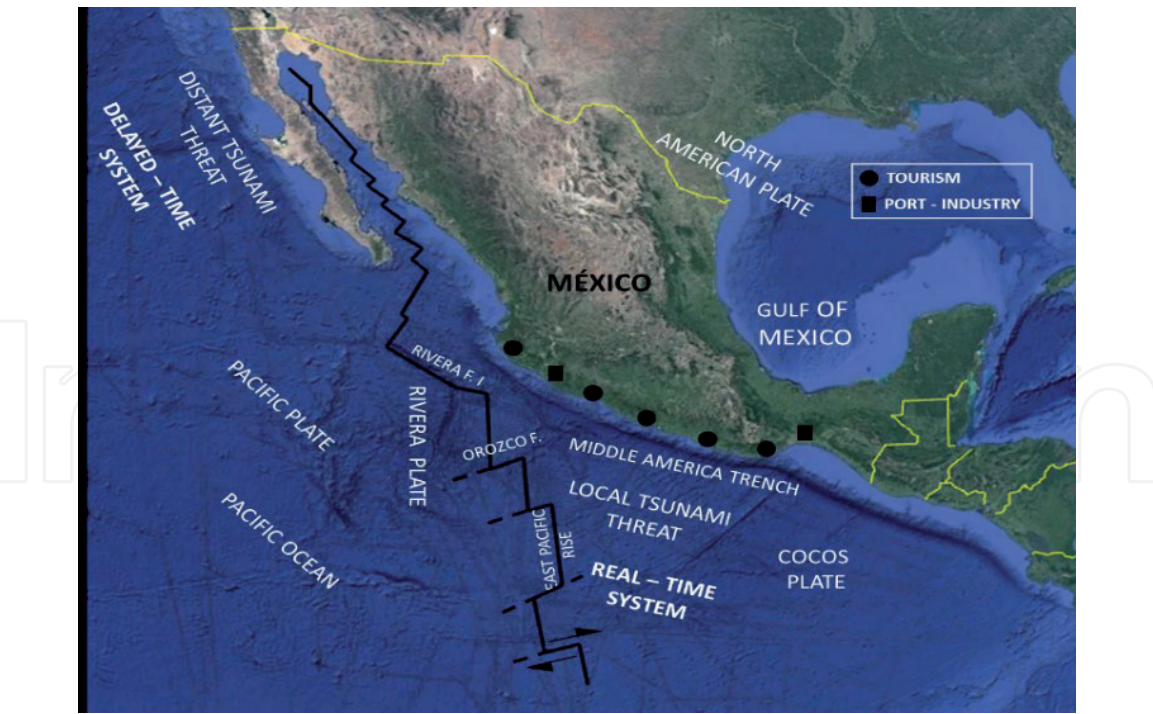 DISTANT TSUNAMI
THREAT
DELAYED – TIME
SYSTEM
NORTH
AMERICAN PLATE
TOURISM
PORT - INDUSTRY
MÉXICO
GULF OF
MEXICO
RIVERA F. I
PACIFIC PLATE
RIVERA PLATE
OROZCO F.
MIDDLE AMERICA TRENCH
LOCAL TSUNAMI
THREAT
PACIFIC OCEAN
EAST PACIFIC
RISE
COCOS
PLATE
REAL – TIME
SYSTEM